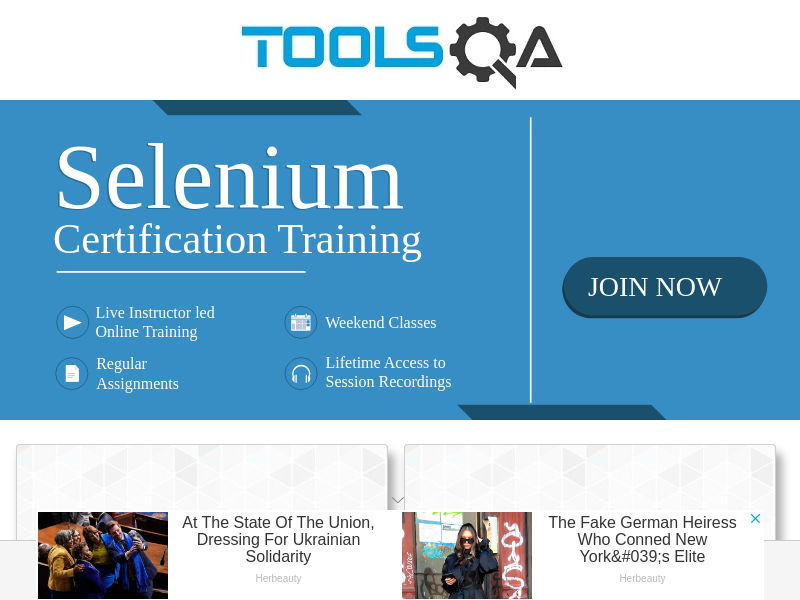 TOOLSQA
Selenium
Certification Training
JOIN NOW
Live Instructor led
Online Training
Weekend Classes
Regular
Assignments
Lifetime Access to
Session Recordings
At The State Of The Union,
Dressing For Ukrainian
Solidarity
Herbeauty
The Fake German Heiress
Who Conned New
York&#039;s Elite
Herbeauty